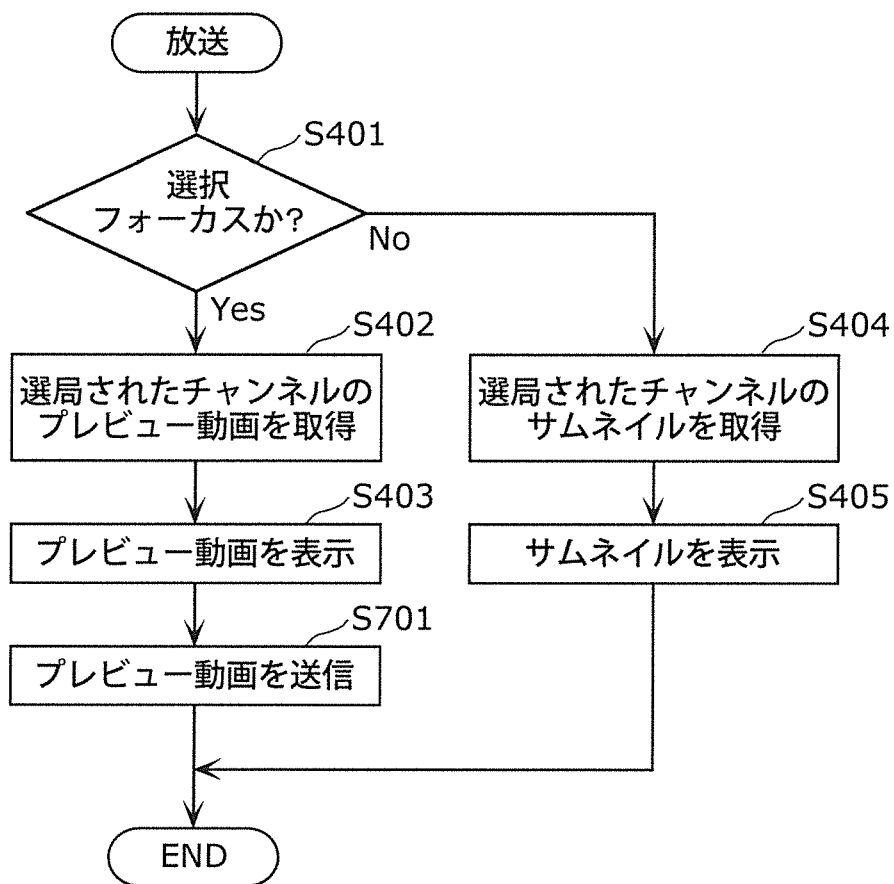 放送
S401
選択
フォーカスか?
No
Yes
S402
選局されたチャンネルの
プレビュー動画を取得
S404
選局されたチャンネルの
サムネイルを取得
S403
プレビュー動画を表示
S405
サムネイルを表示
S701
プレビュー動画を送信
END